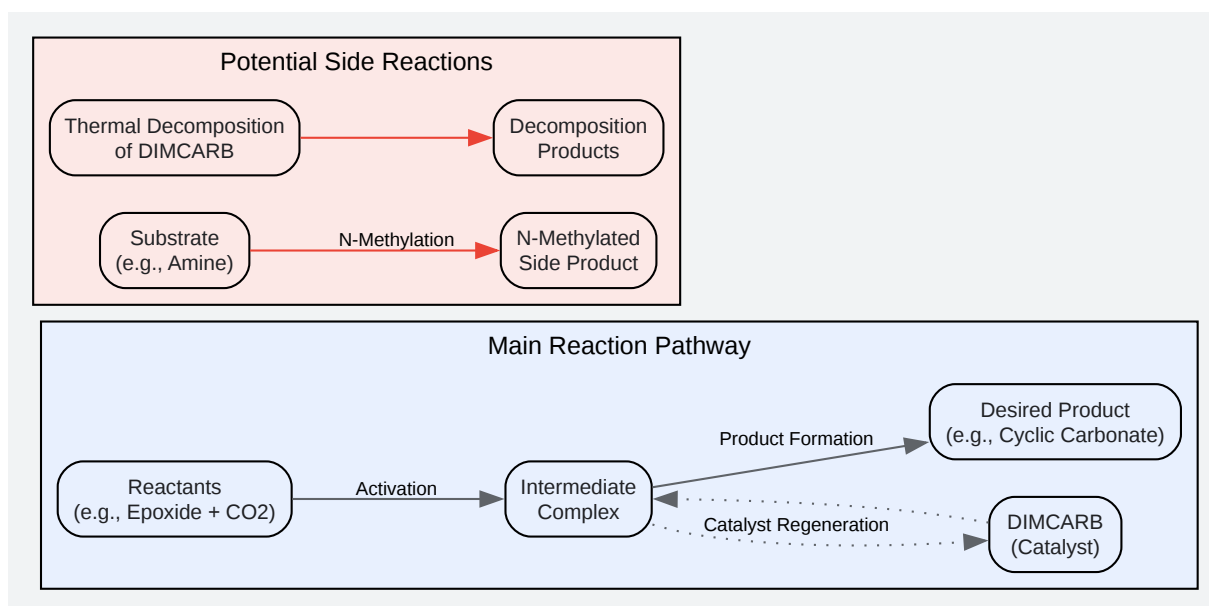 Potential Side Reactions
Thermal Decomposition
of DIMCARB
Decomposition
Products
Substrate
(e.g., Amine)
N-Methylation
N-Methylated
Side Product
Main Reaction Pathway
Reactants
(e.g., Epoxide + CO2)
Activation
Intermediate
Complex
Product Formation
Desired Product
(e.g., Cyclic Carbonate)
Catalyst Regeneration
DIMCARB
(Catalyst)